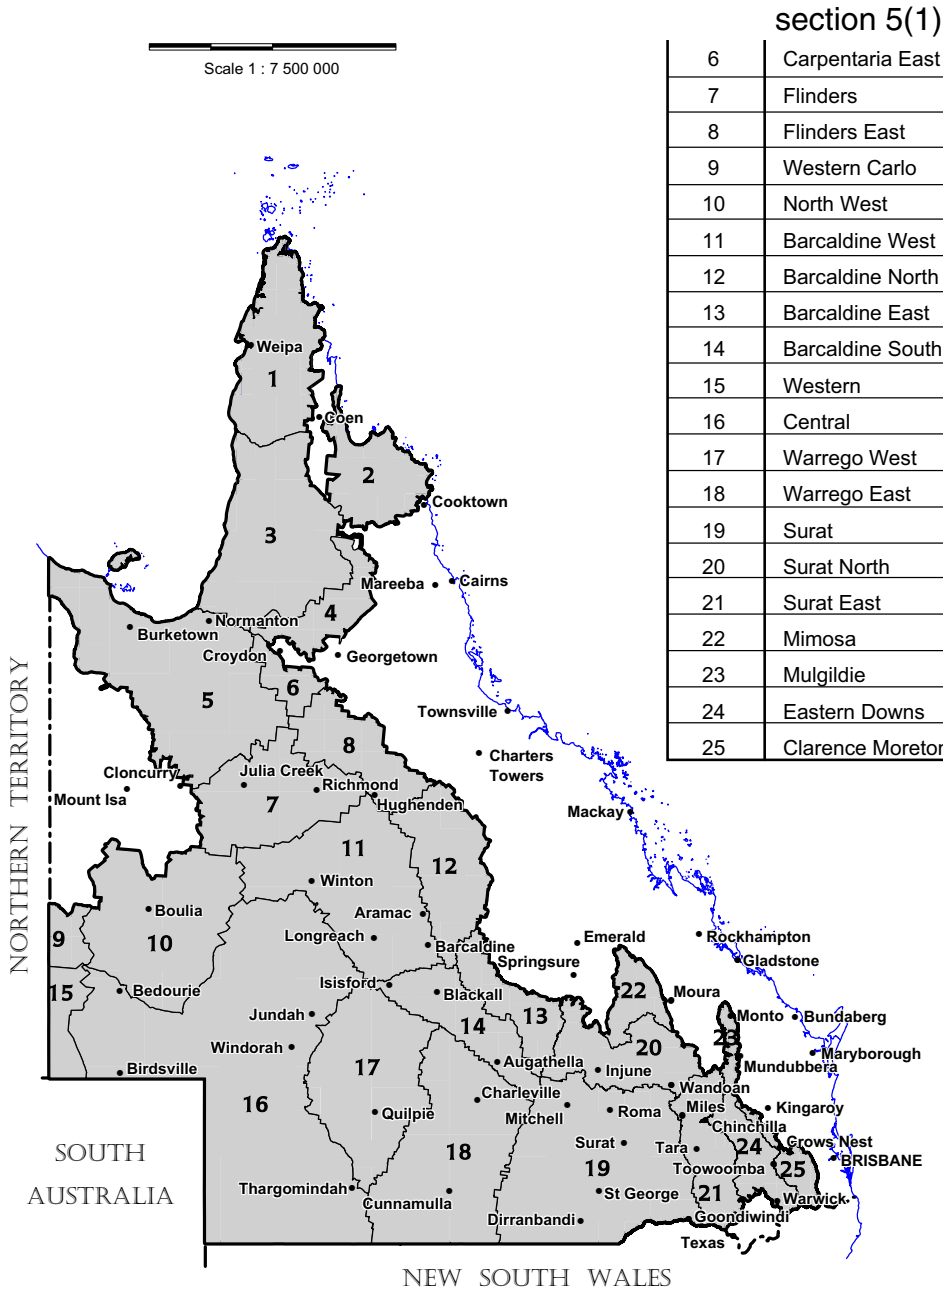 section 5(1)
Scale 1 : 7 500 000
6 Carpentaria East
7 Flinders
8 Flinders East
9 Western Carlo
10 North West
11 Barcaldine West
12 Barcaldine North
13 Barcaldine East
14 Barcaldine South
15 Western
16 Central
17 Warrego West
18 Warrego East
19 Surat
20 Surat North
21 Surat East
22 Mimosa
23 Mulgildie
24 Eastern Downs
25 Clarence Moreton
Weipa
1
Coen
2
Cooktown
3
Mareeba
Cairns
4
Normanton
Burketown
Croydon
Georgetown
6
5
Townsville
8
Charters
Towers
Cloncurry
Julia Creek
Richmond
Mount Isa
7
Hughenden
Mackay
11
12
Winton
Boulia
Aramac
10
9
Longreach
Barcaldine
Emerald
Rockhampton
Springsure
Gladstone
15
Bedourie
Isisford
Blackall
22
Moura
Jundah
14
13
Monto
Bundaberg
Windorah
23
20
Maryborough
Birdsville
17
Augathella
Injune
Mundubbera
Wandoan
16
Quilpie
Charleville
Mitchell
Roma
Miles
Kingaroy
Chinchilla
18
Surat
Tara
24
Crows Nest
BRISBANE
19
Toowoomba
25
Thargomindah
Cunnamulla
St George
21
Warwick
Dirranbandi
Goondiwindi
Texas
NORTHERN TERRITORY
SOUTH
AUSTRALIA
NEW SOUTH WALES